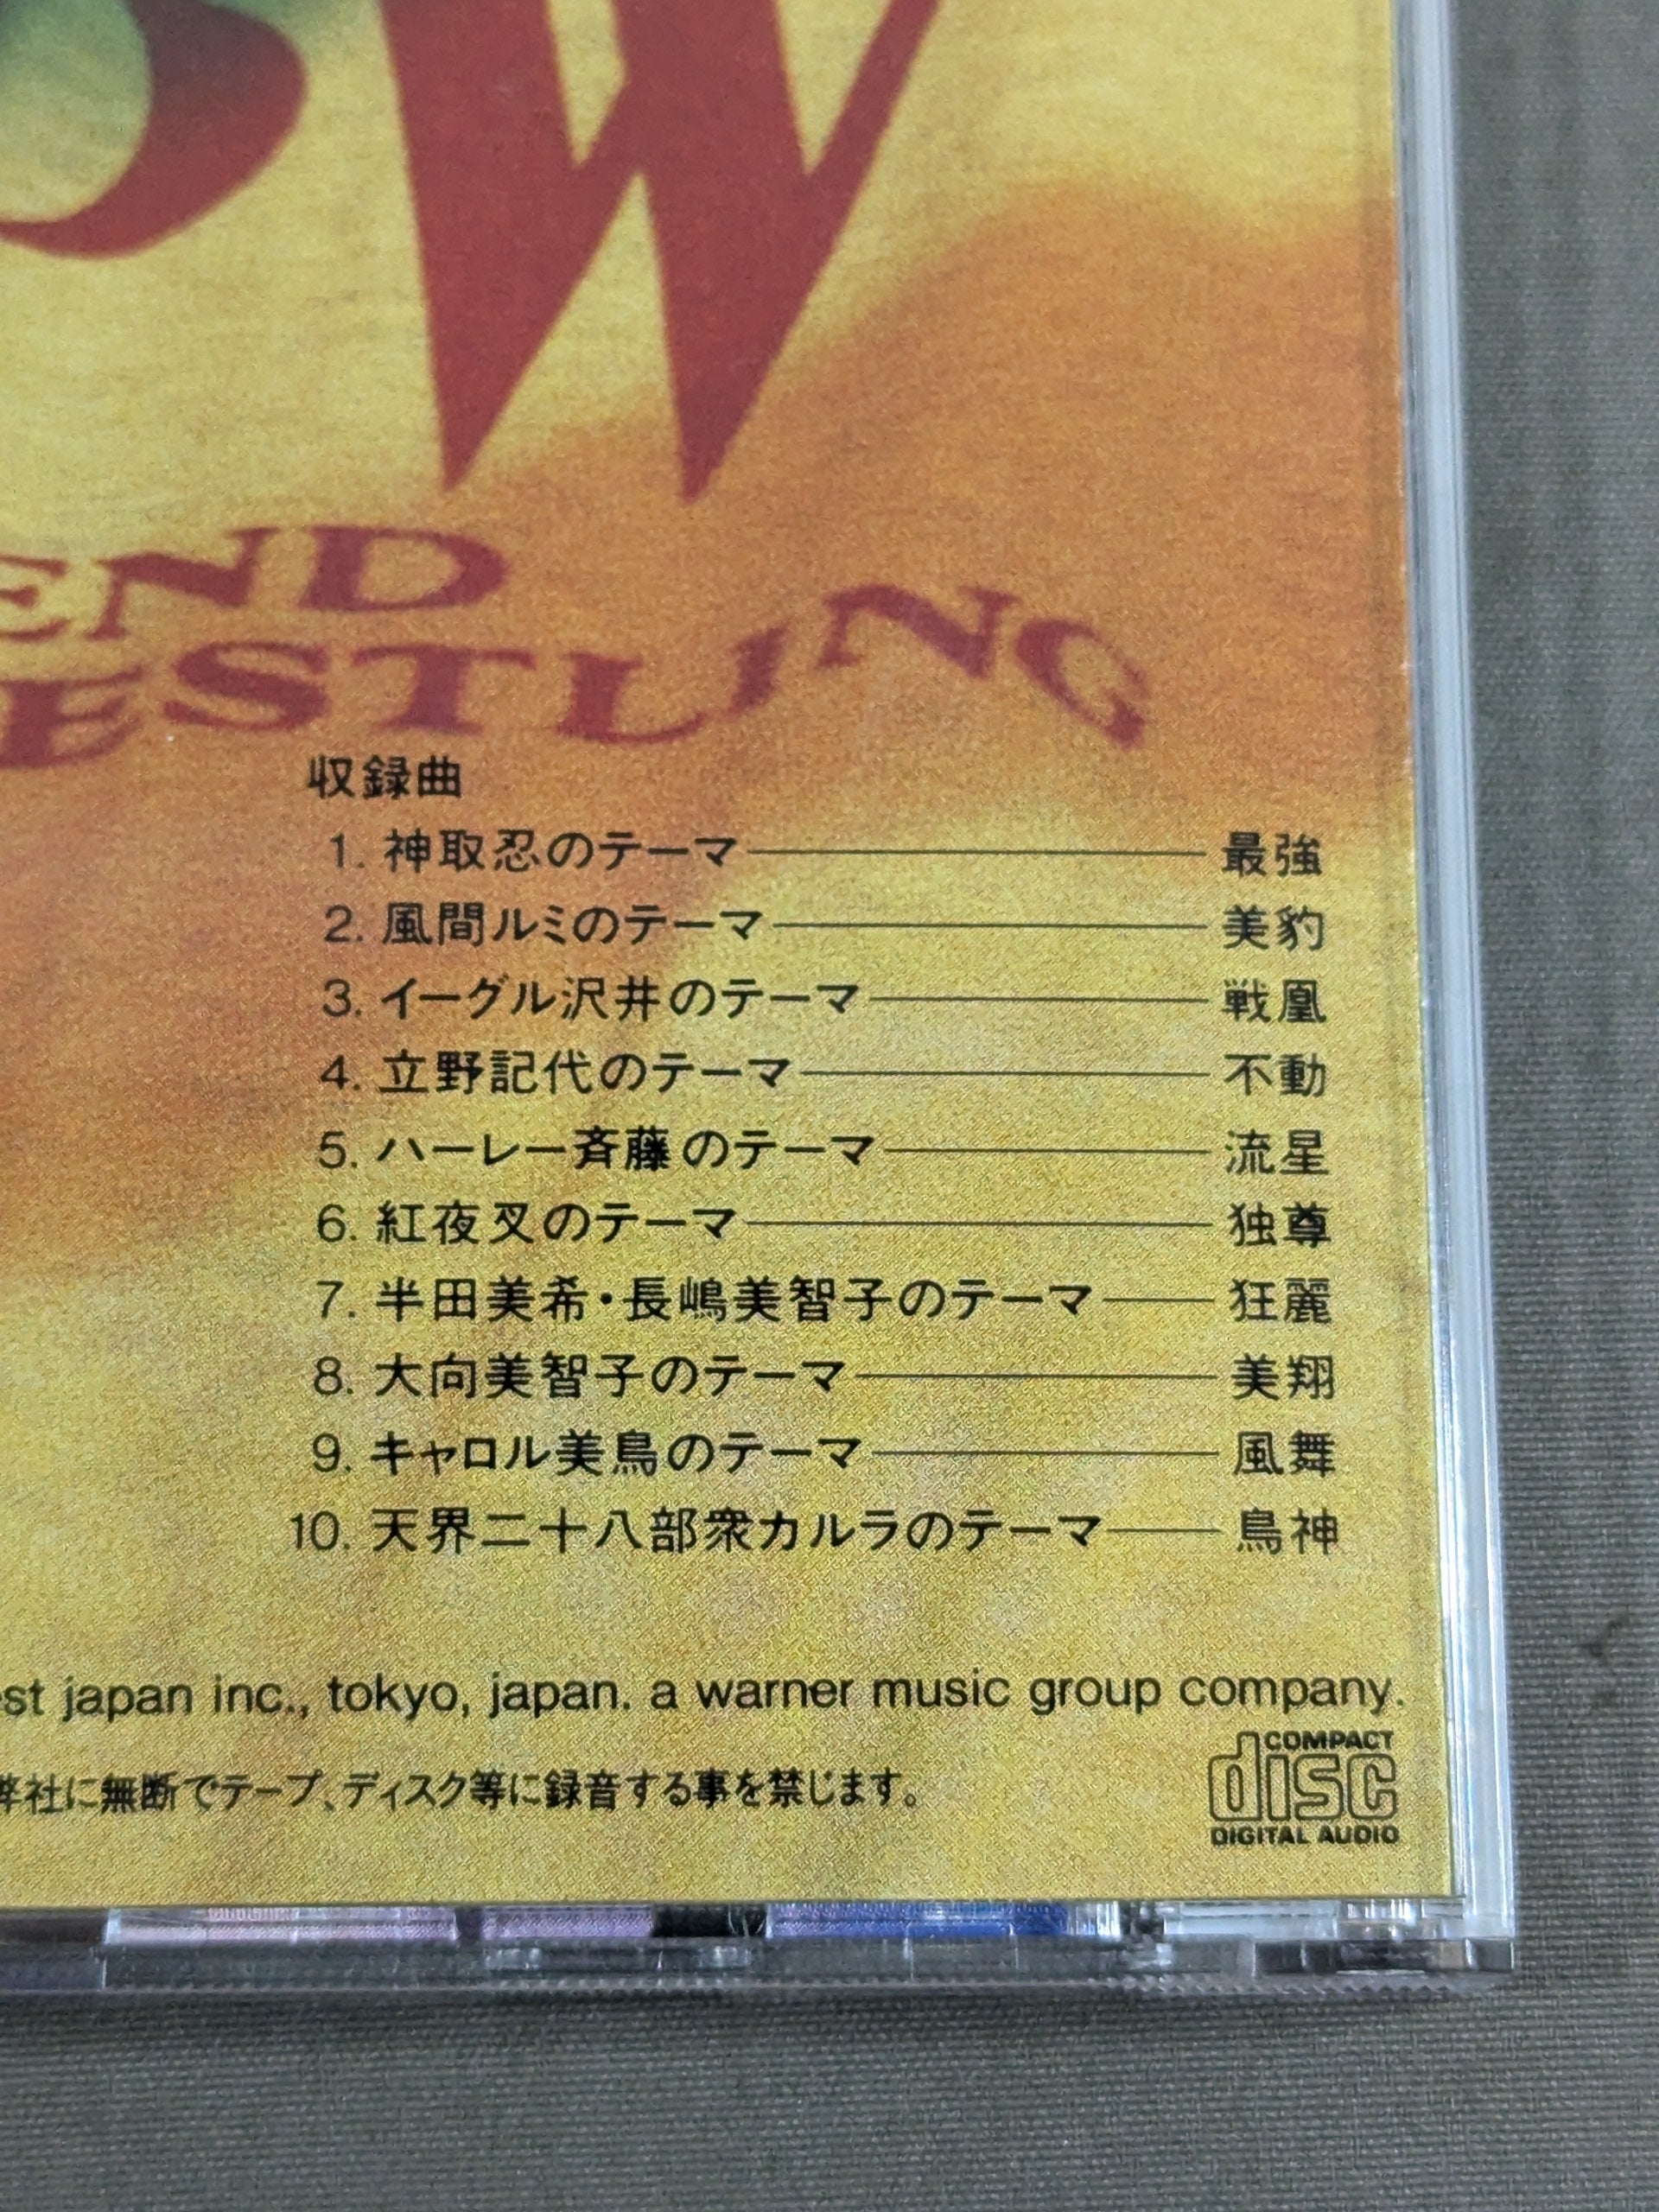 W
END
ESTLING
収録曲
1. 神取忍のテーマ 最強
2. 風間ルミのテーマ 美豹
3. イーグル沢井のテーマ 戦凰
4. 立野記代のテーマ 不動
5. ハーレー斉藤のテーマ 流星
6. 紅夜叉のテーマ 独尊
7. 半田美希・長嶋美智子のテーマ 狂麗
8. 大向美智子のテーマ 美翔
9. キャロル美鳥のテーマ 風舞
10. 天界二十八部衆カルラのテーマ 鳥神
est japan inc., tokyo, japan. a warner music group company.
弊社に無断でテープ、ディスク等に録音する事を禁じます。
COMPACT
disc
DIGITAL AUDIO